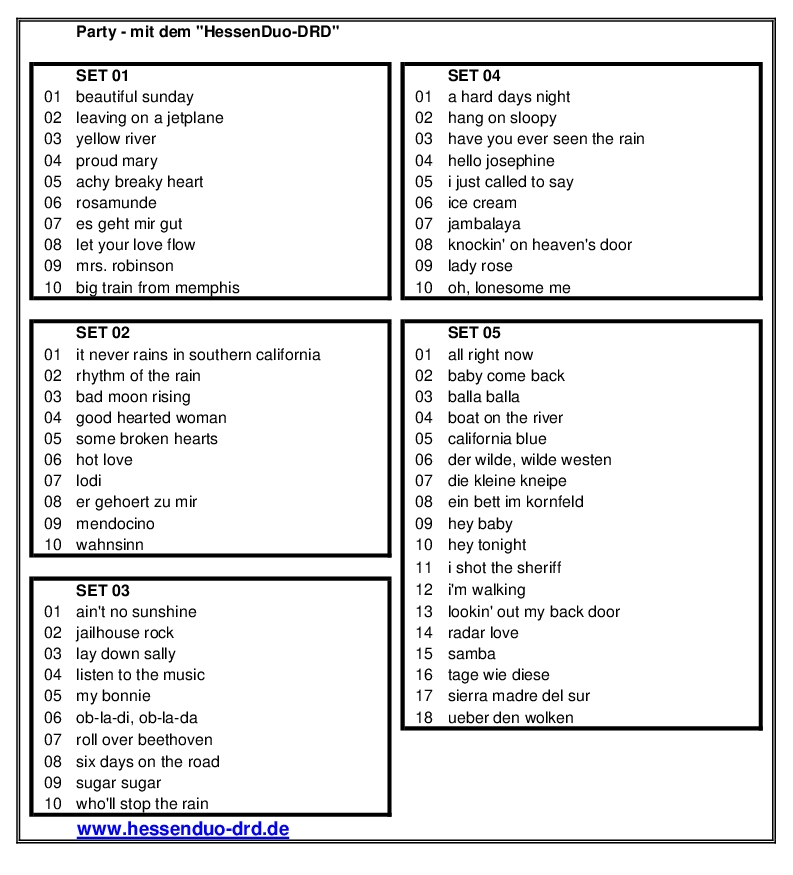 Party - mit dem "HessenDuo-DRD"
SET 01
01 beautiful sunday
02 leaving on a jetplane
03 yellow river
04 proud mary
05 achy breaky heart
06 rosamunde
07 es geht mir gut
08 let your love flow
09 mrs. robinson
10 big train from memphis
SET 02
01 it never rains in southern california
02 rhythm of the rain
03 bad moon rising
04 good hearted woman
05 some broken hearts
06 hot love
07 lodi
08 er gehoert zu mir
09 mendocino
10 wahnsinn
SET 03
01 ain't no sunshine
02 jailhouse rock
03 lay down sally
04 listen to the music
05 my bonnie
06 ob-la-di, ob-la-da
07 roll over beethoven
08 six days on the road
09 sugar sugar
10 who'll stop the rain
www.hessenduo-drd.de
SET 04
01 a hard days night
02 hang on sloopy
03 have you ever seen the rain
04 hello josephine
05 i just called to say
06 ice cream
07 jambalaya
08 knockin' on heaven's door
09 lady rose
10 oh, lonesome me
SET 05
01 all right now
02 baby come back
03 balla balla
04 boat on the river
05 california blue
06 der wilde, wilde westen
07 die kleine kneipe
08 ein bett im kornfeld
09 hey baby
10 hey tonight
11 i shot the sheriff
12 i'm walking
13 lookin' out my back door
14 radar love
15 samba
16 tage wie diese
17 sierra madre del sur
18 ueber den wolken